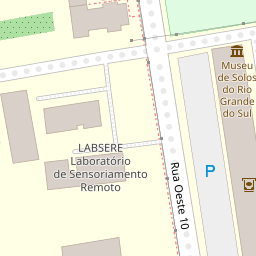 Museu
de Solos
do Rio
Grande
do Sul
LABSERE
Laboratório
de Sensoriamento
Remoto
Rua Oeste 10
P